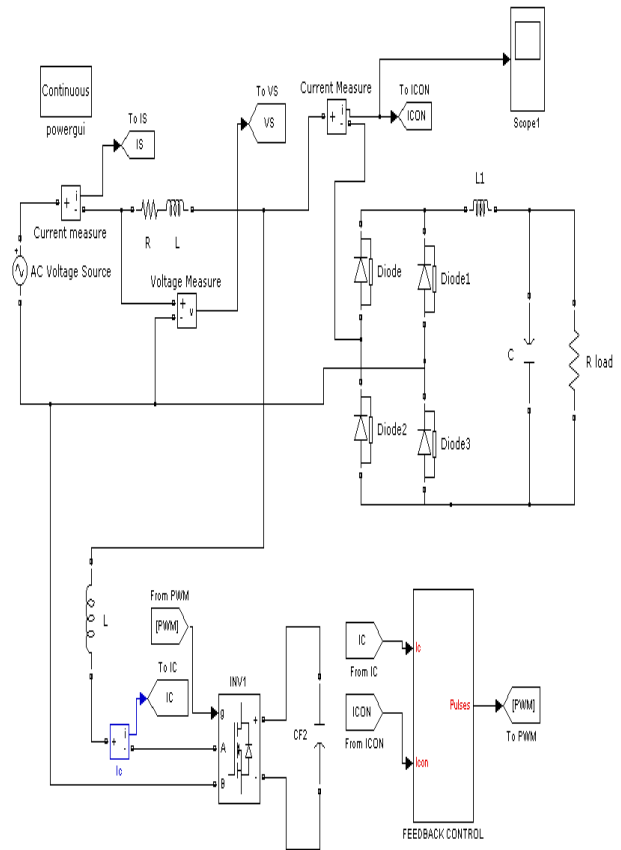 Continuous
powergui
To IS
IS
To VS
VS
Current Measure
+
i
-
To ICON
ICON
Scope1
+
i
-
Current measure
R
L
+
AC Voltage Source
Voltage Measure
+
-
v
L1
Diode
Diode1
C
R load
Diode2
Diode3
L
From PWM
[PWM]
To IC
IC
+
i
-
Ic
INV1
g
A
B
+
-
CF2
IC
From IC
ICON
From ICON
Ic
Icon
Pulses
[PWM]
To PWM
FEEDBACK CONTROL